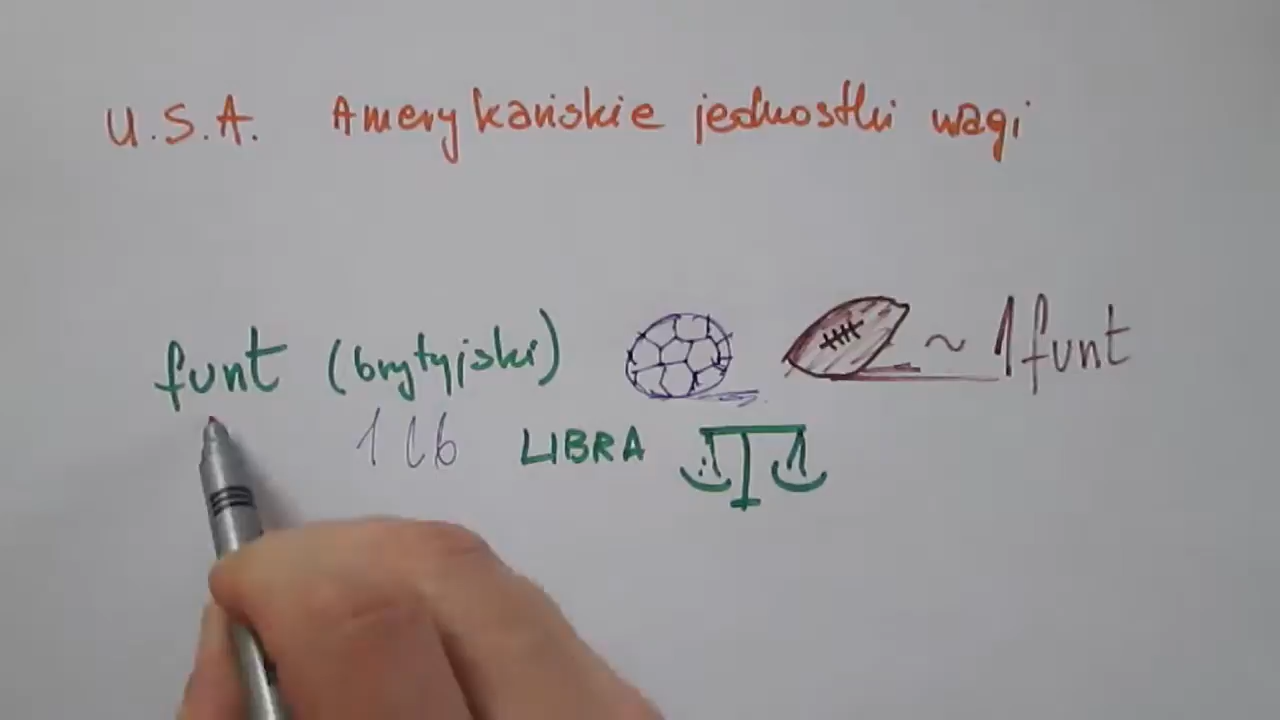 U.S.A. Amerykańskie jednostki wagi
funt (brytyjski) ~ 1 funt
1 lb LIBRA